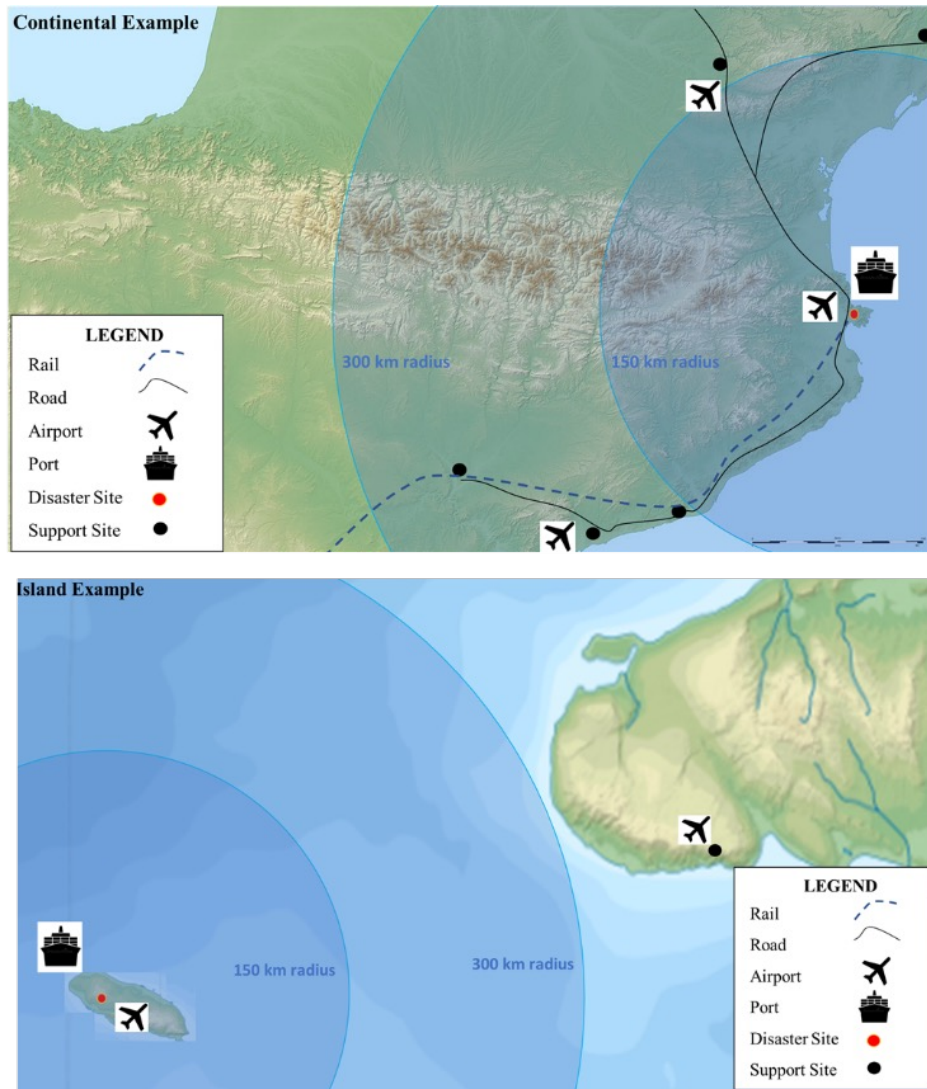 Continental Example
300 km radius
150 km radius
LEGEND
Rail
Road
Airport
Port
Disaster Site
Support Site
Island Example
150 km radius
300 km radius
LEGEND
Rail
Road
Airport
Port
Disaster Site
Support Site